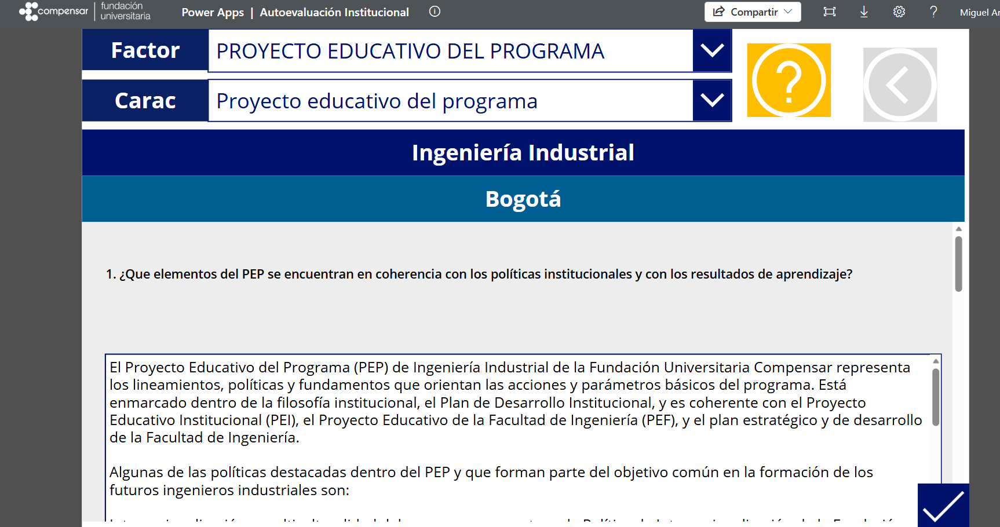 compensar
fundación
universitaria
Power Apps | Autoevaluación Institucional
Compartir
Miguel
Factor
PROYECTO EDUCATIVO DEL PROGRAMA
Carac
Proyecto educativo del programa
Ingeniería Industrial
Bogotá
1. ¿Que elementos del PEP se encuentran en coherencia con los políticas institucionales y con los resultados de aprendizaje?
El Proyecto Educativo del Programa (PEP) de Ingeniería Industrial de la Fundación Universitaria Compensar representa
los lineamientos, políticas y fundamentos que orientan las acciones y parámetros básicos del programa. Está
enmarcado dentro de la filosofía institucional, el Plan de Desarrollo Institucional, y es coherente con el Proyecto
Educativo Institucional (PEI), el Proyecto Educativo de la Facultad de Ingeniería (PEF), y el plan estratégico y de desarrollo
de la Facultad de Ingeniería.
Algunas de las políticas destacadas dentro del PEP y que forman parte del objetivo común en la formación de los
futuros ingenieros industriales son: